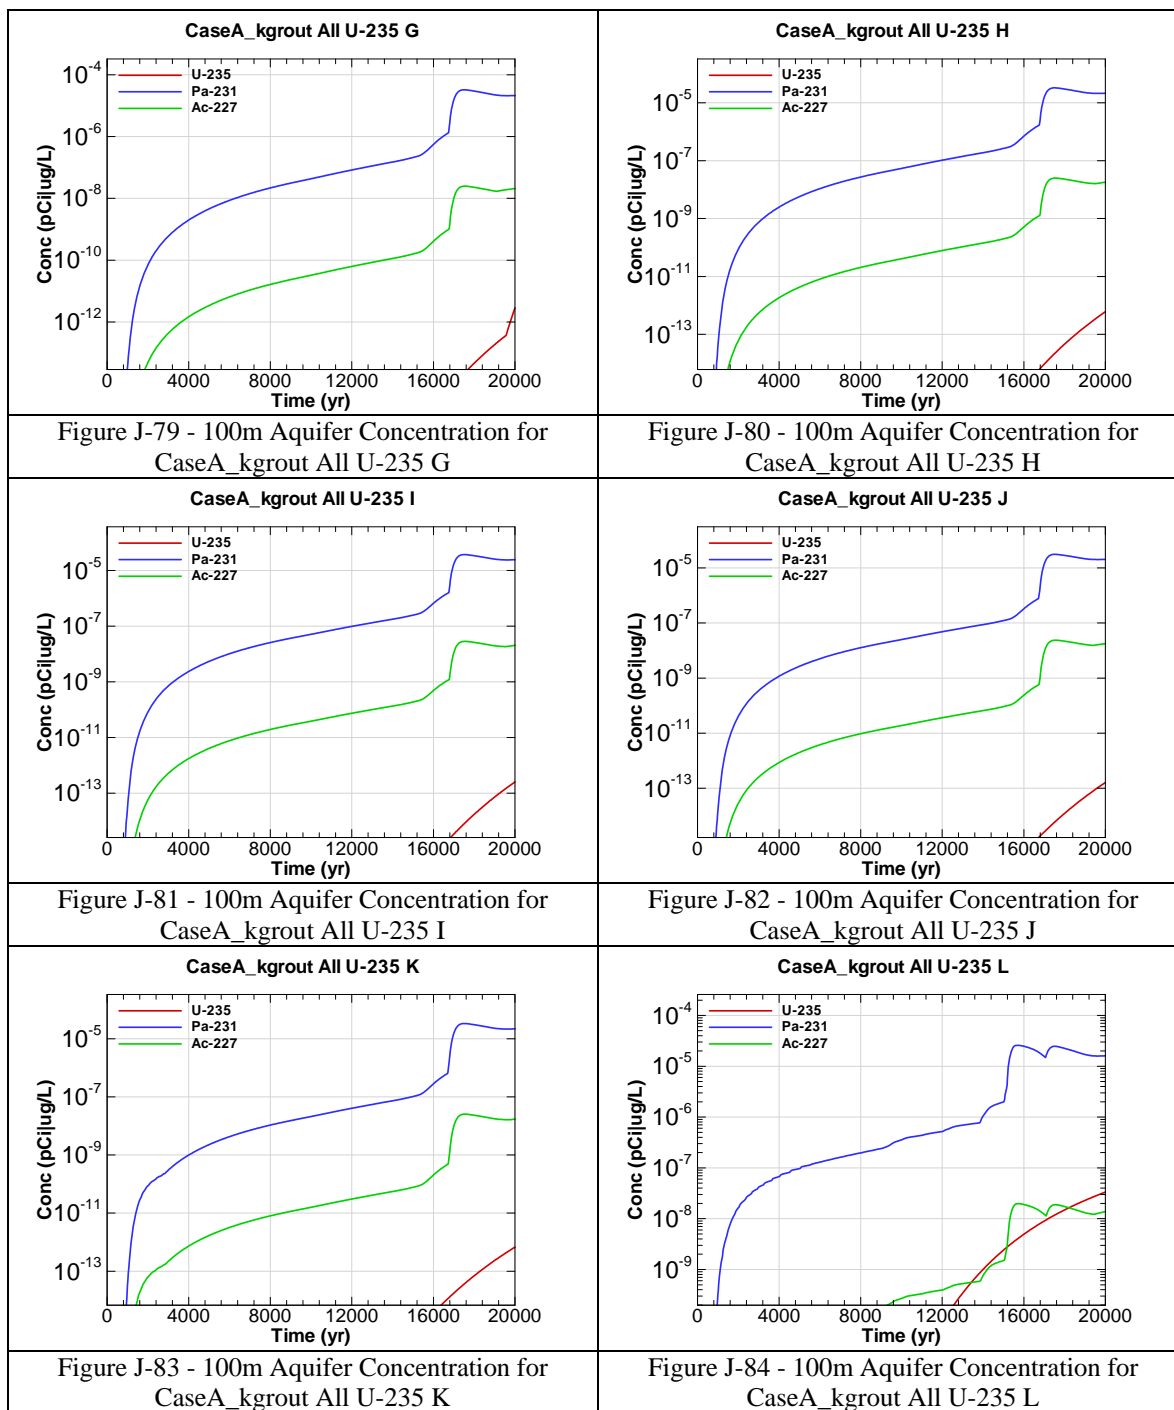 CaseA_kgrout All U-235 G
U-235
Pa-231
Ac-227
Conc (pCi|ug/L)
10-4
10-6
10-8
10-10
10-12
0 4000 8000 12000 16000 20000
Time (yr)
Figure J-79 - 100m Aquifer Concentration for
CaseA_kgrout All U-235 G
CaseA_kgrout All U-235 H
U-235
Pa-231
Ac-227
Conc (pCi|ug/L)
10-5
10-7
10-9
10-11
10-13
0 4000 8000 12000 16000 20000
Time (yr)
Figure J-80 - 100m Aquifer Concentration for
CaseA_kgrout All U-235 H
CaseA_kgrout All U-235 I
U-235
Pa-231
Ac-227
Conc (pCi|ug/L)
10-5
10-7
10-9
10-11
10-13
0 4000 8000 12000 16000 20000
Time (yr)
Figure J-81 - 100m Aquifer Concentration for
CaseA_kgrout All U-235 I
CaseA_kgrout All U-235 J
U-235
Pa-231
Ac-227
Conc (pCi|ug/L)
10-5
10-7
10-9
10-11
10-13
0 4000 8000 12000 16000 20000
Time (yr)
Figure J-82 - 100m Aquifer Concentration for
CaseA_kgrout All U-235 J
CaseA_kgrout All U-235 K
U-235
Pa-231
Ac-227
Conc (pCi|ug/L)
10-5
10-7
10-9
10-11
10-13
0 4000 8000 12000 16000 20000
Time (yr)
Figure J-83 - 100m Aquifer Concentration for
CaseA_kgrout All U-235 K
CaseA_kgrout All U-235 L
U-235
Pa-231
Ac-227
Conc (pCi|ug/L)
10-4
10-5
10-6
10-7
10-8
10-9
0 4000 8000 12000 16000 20000
Time (yr)
Figure J-84 - 100m Aquifer Concentration for
CaseA_kgrout All U-235 L